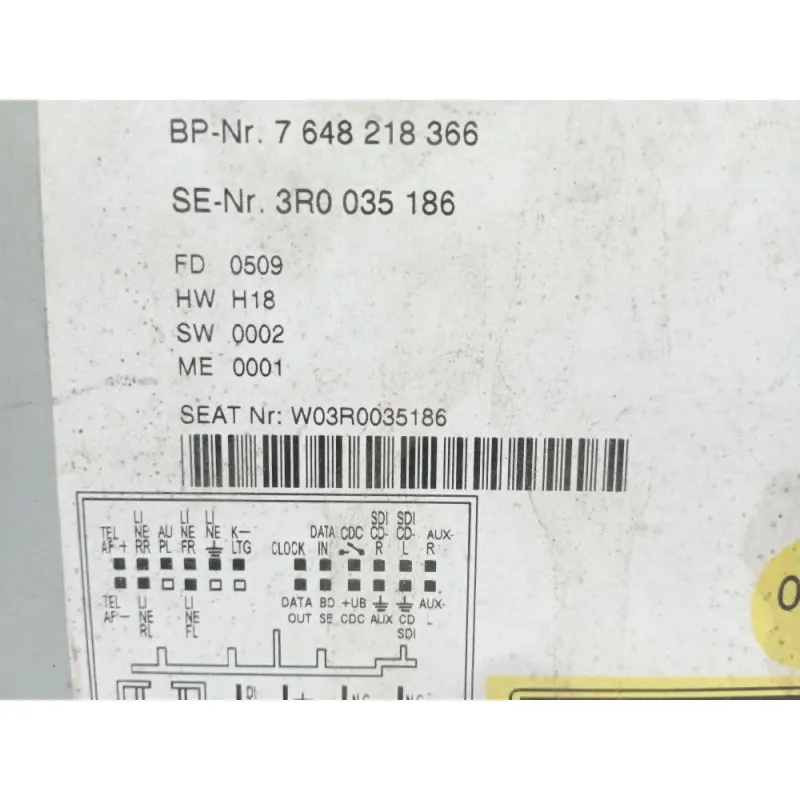 BP-Nr. 7 648 218 366
SE-Nr. 3R0 035 186
FD 0509
HW H18
SW 0002
ME 0001
SEAT Nr: W03R0035186
LI LI LI SDI SDI
TEL NE AU NE NE K- DATA CDC CD- CD- AUX-
AF+ RR PL FR LTG CLOCK IN R L R
TEL LI LI DATA BO +UB AUX-
AF- NE NE OUT SE CDC AUX CD L
RL FL SDI